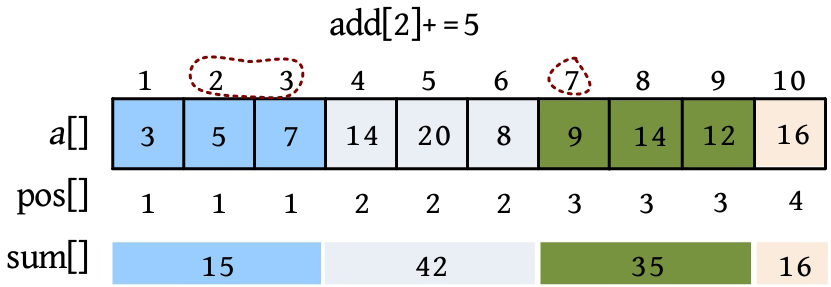 add[2]+=5
1 2 3 4 5 6 7 8 9 10
a[] 3 5 7 14 20 8 9 14 12 16
pos[] 1 1 1 2 2 2 3 3 3 4
sum[] 15 42 35 16